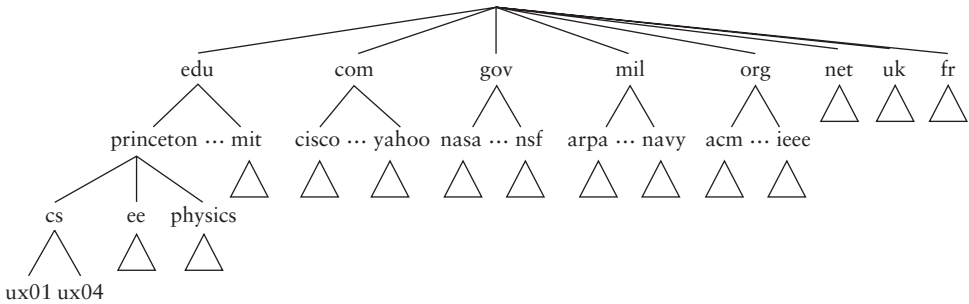 edu com gov mil org net uk fr
princeton … mit cisco … yahoo nasa … nsf arpa … navy acm … ieee
cs ee physics
ux01 ux04